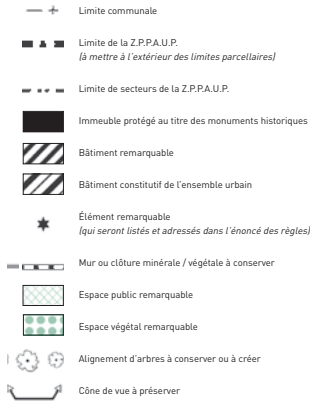 Limite communale
Limite de la Z.P.P.A.U.P.
(à mettre à l'extérieur des limites parcellaires)
Limite de secteurs de la Z.P.P.A.U.P.
Immeuble protégé au titre des monuments historiques
Bâtiment remarquable
Bâtiment constitutif de l'ensemble urbain
Élément remarquable
(qui seront listés et adressés dans l'énoncé des règles)
Mur ou clôture minérale / végétale à conserver
Espace public remarquable
Espace végétal remarquable
Alignement d'arbres à conserver ou à créer
Cône de vue à préserver